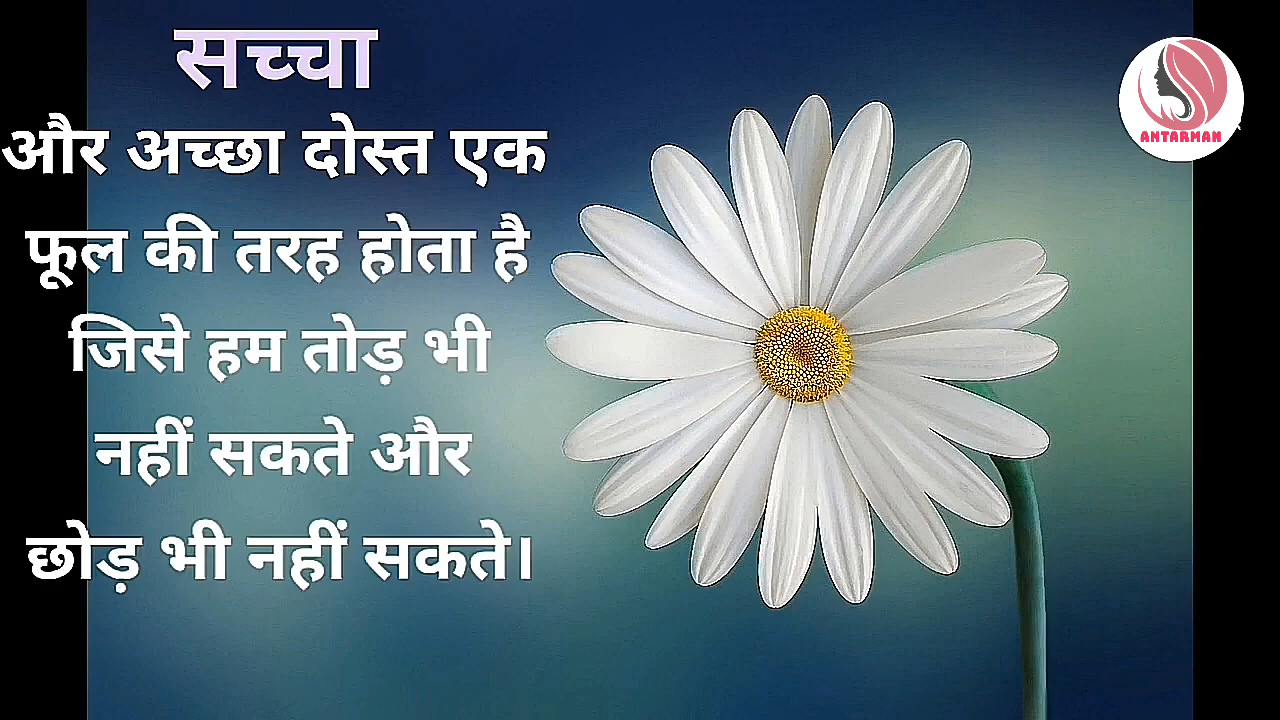 सच्चा
और अच्छा दोस्त एक
फूल की तरह होता है
जिसे हम तोड़ भी
नहीं सकते और
छोड़ भी नहीं सकते।
ANTARMAN